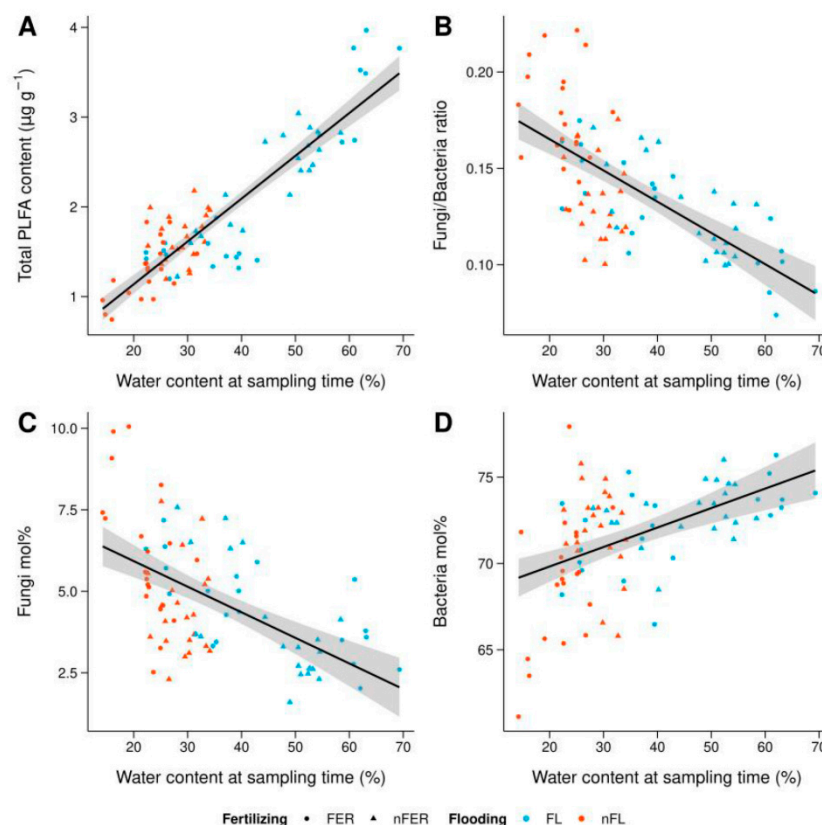 A
Total PLFA content (µg g⁻¹)
4
3
2
1
20 30 40 50 60 70
Water content at sampling time (%)
B
Fungi/Bacteria ratio
0.20
0.15
0.10
20 30 40 50 60 70
Water content at sampling time (%)
C
Fungi mol%
10.0
7.5
5.0
2.5
20 30 40 50 60 70
Water content at sampling time (%)
D
Bacteria mol%
75
70
65
20 30 40 50 60 70
Water content at sampling time (%)
Fertilizing FER nFER Flooding FL nFL